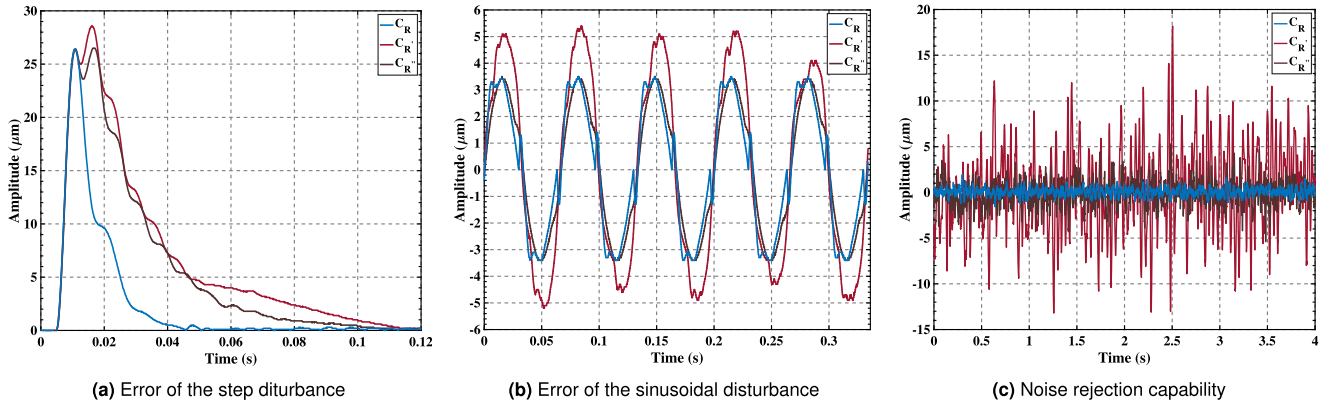 30
25
20
15
10
5
0
0
0.02
0.04
0.06
0.08
0.1
0.12
Amplitude (μm)
Time (s)
C_R
C_R'
C_R''
(a) Error of the step diturbance
6
5
4
3
2
1
0
-1
-2
-3
-4
-5
-6
0
0.05
0.1
0.15
0.2
0.25
0.3
Amplitude (μm)
Time (s)
C_R
C_R'
C_R''
(b) Error of the sinusoidal disturbance
20
15
10
5
0
-5
-10
-15
0
0.5
1
1.5
2
2.5
3
3.5
4
Amplitude (μm)
Time (s)
C_R
C_R'
C_R''
(c) Noise rejection capability